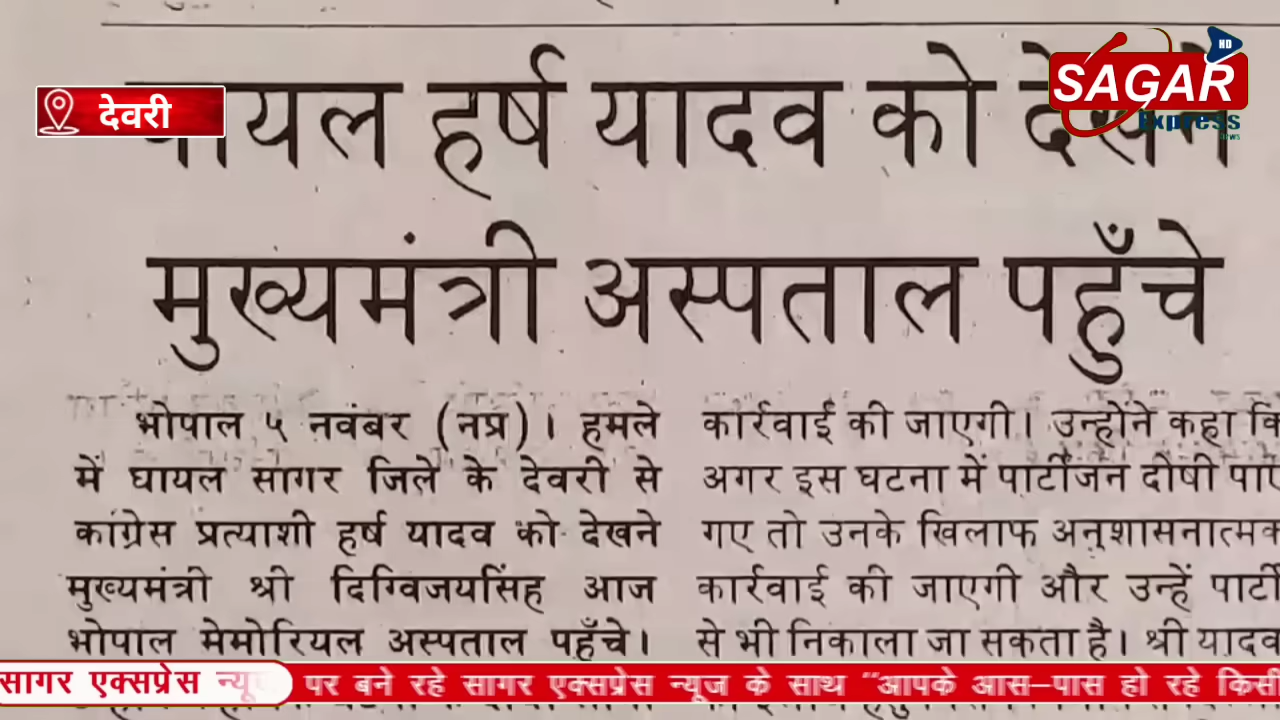 देवरी
SAGAR
HD
Express
news
घायल हर्ष यादव को देखने
मुख्यमंत्री अस्पताल पहुँचे
भोपाल ५ नवंबर (नप्र)। हमले
में घायल सागर जिले के देवरी से
कांग्रेस प्रत्याशी हर्ष यादव को देखने
मुख्यमंत्री श्री दिग्विजयसिंह आज
भोपाल मेमोरियल अस्पताल पहुँचे।
कार्रवाई की जाएगी। उन्होंने कहा कि
अगर इस घटना में पार्टीजन दोषी पाए
गए तो उनके खिलाफ अनुशासनात्मक
कार्रवाई की जाएगी और उन्हें पार्टी
से भी निकाला जा सकता है। श्री यादव
सागर एक्सप्रेस न्यूज
पर बने रहे सागर एक्सप्रेस न्यूज के साथ "आपके आस-पास हो रहे किसी